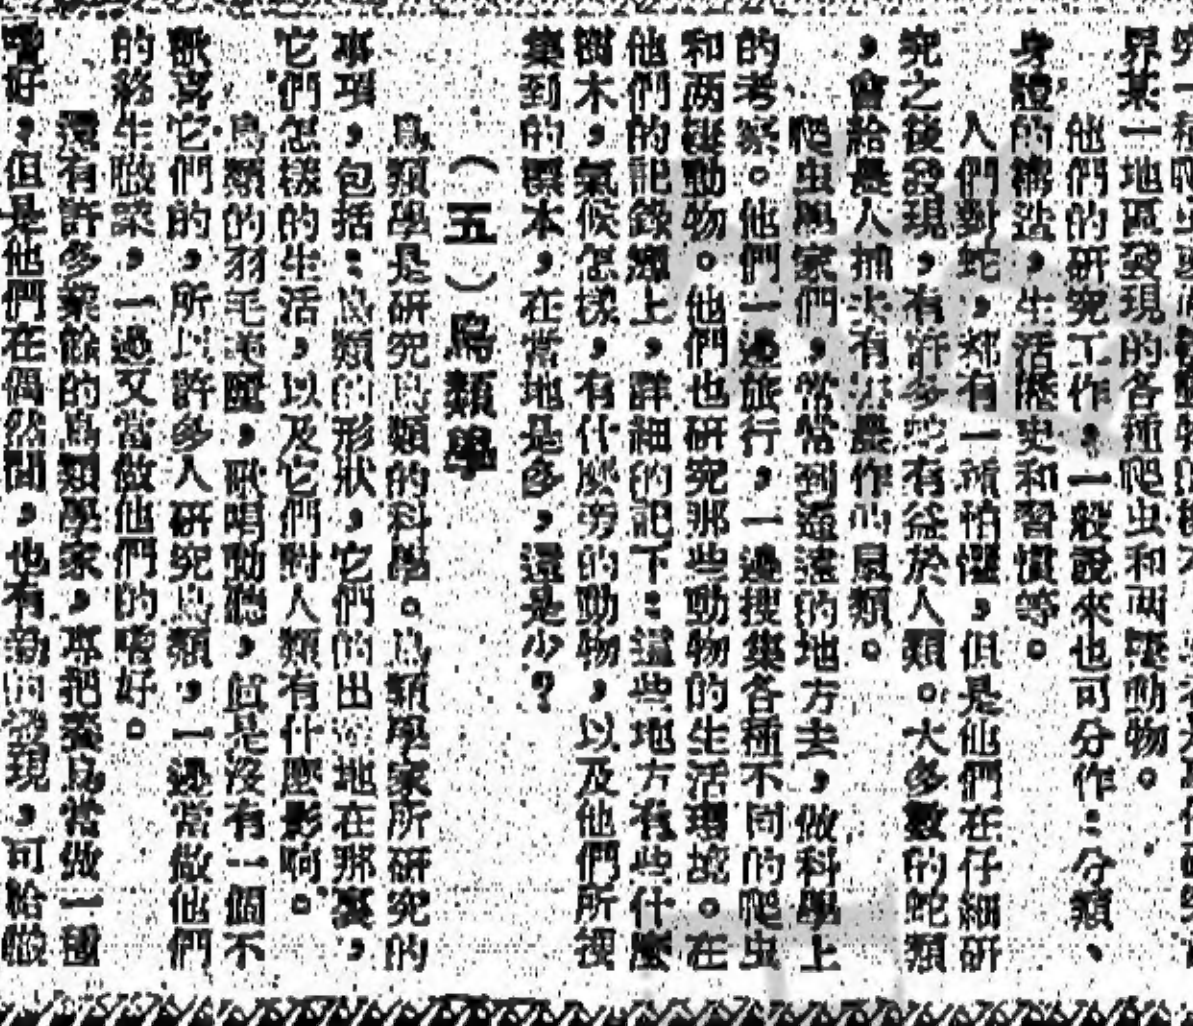 界某一地區發現的各種爬虫和两棲動物。
他們的研究工作，一般說來也可分作：分類、
身體的構造，生活歷史和習慣等。
人們對蛇，都有一所怕懼，但是他們在仔細研
究之後發現，有許多蛇有益於人類。大多數的蛇類
，會給農人捕殺有害農作的鼠類。
爬虫學家們，常常到遙遠的地方去，做科學上
的考察。他們一邊旅行，一邊搜集各種不同的爬虫
和两棲動物。他們也研究那些動物的生活環境。在
他們的記錄簿上，詳細的記下：這些地方有些什麼
樹木，氣候怎樣，有什麼旁的動物，以及他們所搜
集到的標本，在當地是多，還是少？
（五）鳥類學
鳥類學是研究鳥類的科學。鳥類學家所研究的
事項，包括：鳥類的形狀，它們的出 地在那裏，
它們怎樣的生活，以及它們對人類有什麼影响。
鳥類的羽毛美麗，歌唱動聽，眞是沒有一個不
歡喜它們的，所以許多人研究鳥類，一邊當做他們
的終生職業，一邊又當做他們的嗜好。
還有許多業餘的鳥類學家，專把養鳥當做一種
嗜好，但是他們在偶然間，也有新的發現，可給做